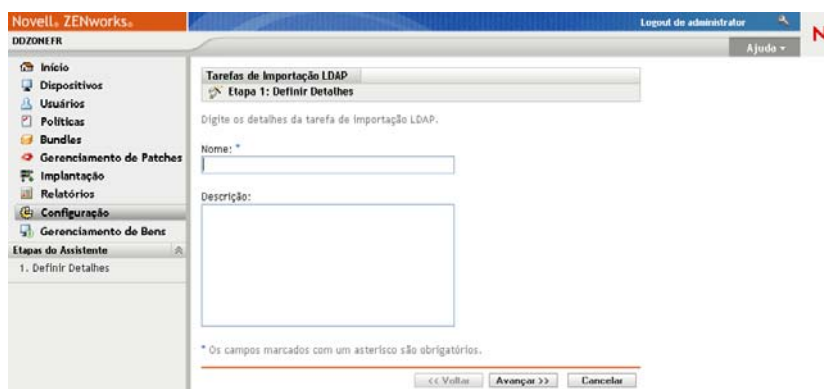 Novell® ZENworks®
Logout de administrator
DDZONEFR
N
Ajuda
Início
Dispositivos
Usuários
Políticas
Bundles
Gerenciamento de Patches
Implantação
Relatórios
Configuração
Gerenciamento de Bens
Etapas do Assistente
1. Definir Detalhes
Tarefas de Importação LDAP
Etapa 1: Definir Detalhes
Digite os detalhes da tarefa de importação LDAP.
Nome: *
Descrição:
* Os campos marcados com um asterisco são obrigatórios.
<< Voltar
Avançar >>
Cancelar